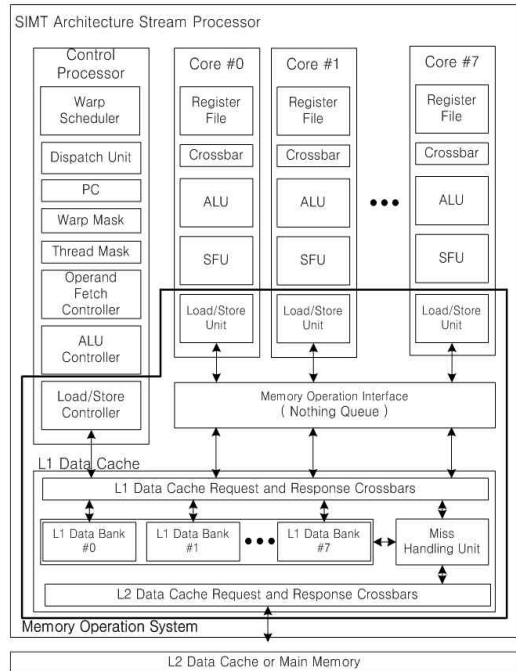 SIMT Architecture Stream Processor
Control
Processor
Warp
Scheduler
Dispatch Unit
PC
Warp Mask
Thread Mask
Operand
Fetch
Controller
ALU
Controller
Load/Store
Controller
Core #0
Register
File
Crossbar
ALU
SFU
Load/Store
Unit
Core #1
Register
File
Crossbar
ALU
SFU
Load/Store
Unit
Core #7
Register
File
Crossbar
ALU
SFU
Load/Store
Unit
Memory Operation Interface
( Nothing Queue )
L1 Data Cache
L1 Data Cache Request and Response Crossbars
L1 Data Bank
#0
L1 Data Bank
#1
L1 Data Bank
#7
Miss
Handling Unit
L2 Data Cache Request and Response Crossbars
Memory Operation System
L2 Data Cache or Main Memory